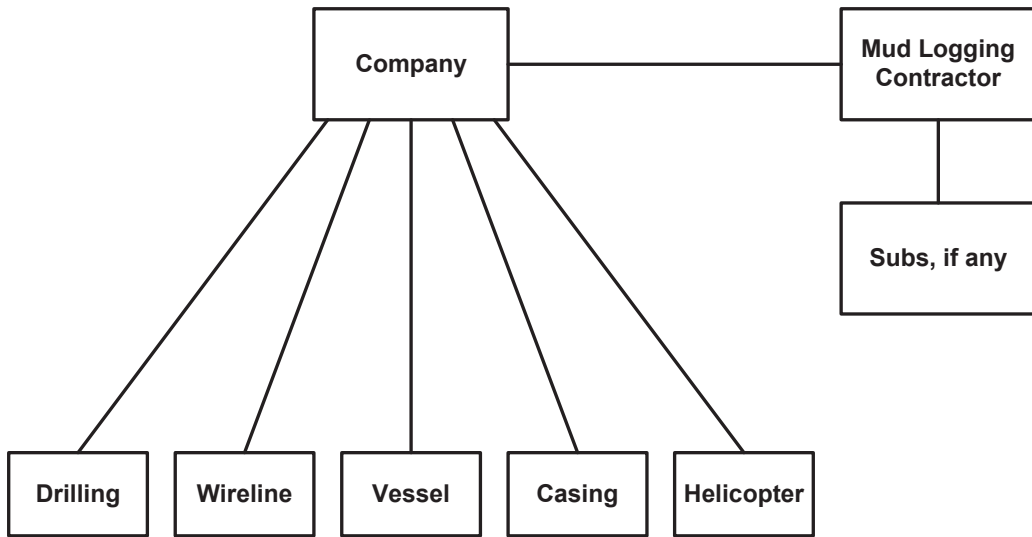 Company
Mud Logging
Contractor
Subs, if any
Drilling
Wireline
Vessel
Casing
Helicopter